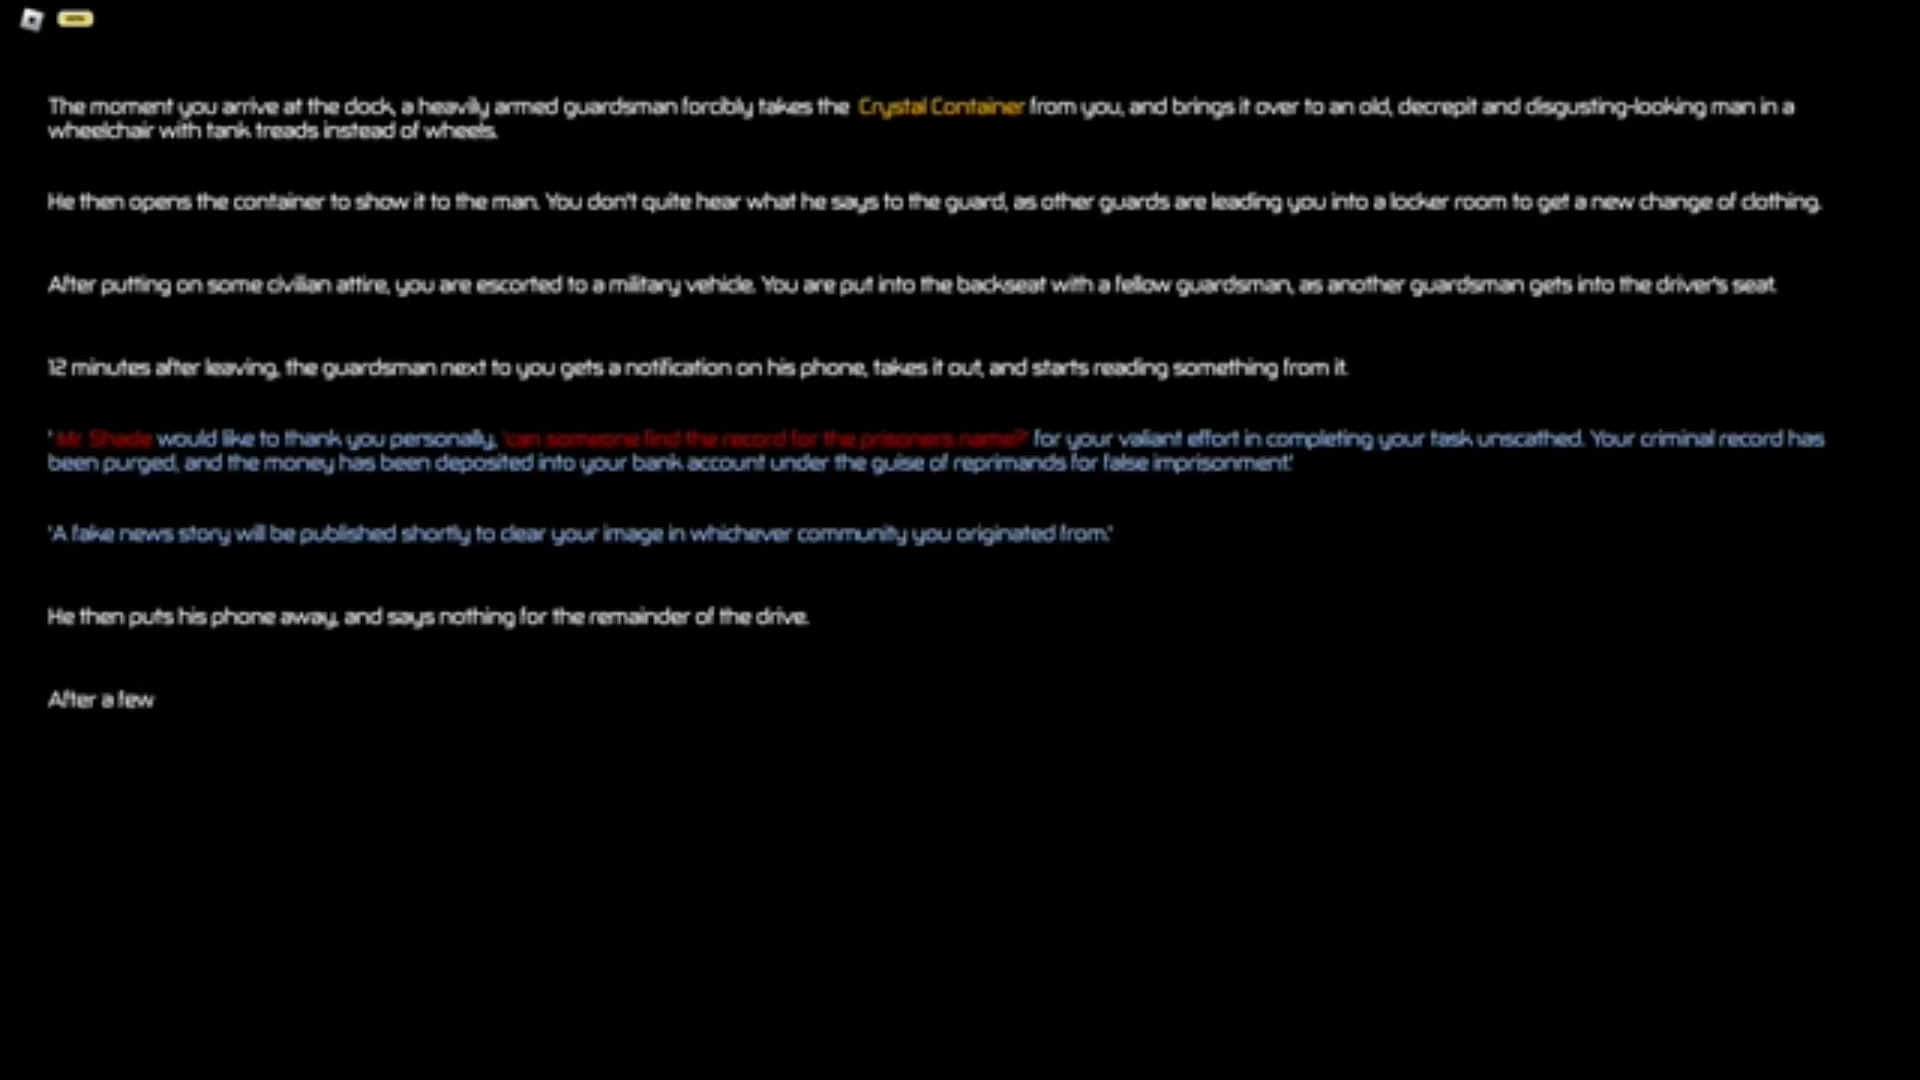 The moment you arrive at the dock, a heavily armed guardsman forcibly takes the Crystal Container from you, and brings it over to an old, decrepit and disgusting-looking man in a
wheelchair with tank treads instead of wheels.
He then opens the container to show it to the man. You don't quite hear what he says to the guard, as other guards are leading you into a locker room to get a new change of clothing.
After putting on some civilian attire, you are escorted to a military vehicle. You are put into the backseat with a fellow guardsman, as another guardsman gets into the driver's seat.
12 minutes after leaving, the guardsman next to you gets a notification on his phone, takes it out, and starts reading something from it.
'Mr. Shade would like to thank you personally, 'can someone find the record for the prisoners name?' for your valiant effort in completing your task unscathed. Your criminal record has
been purged, and the money has been deposited into your bank account under the guise of reprimands for false imprisonment.'
'A fake news story will be published shortly to clear your image in whichever community you originated from.'
He then puts his phone away, and says nothing for the remainder of the drive.
After a few